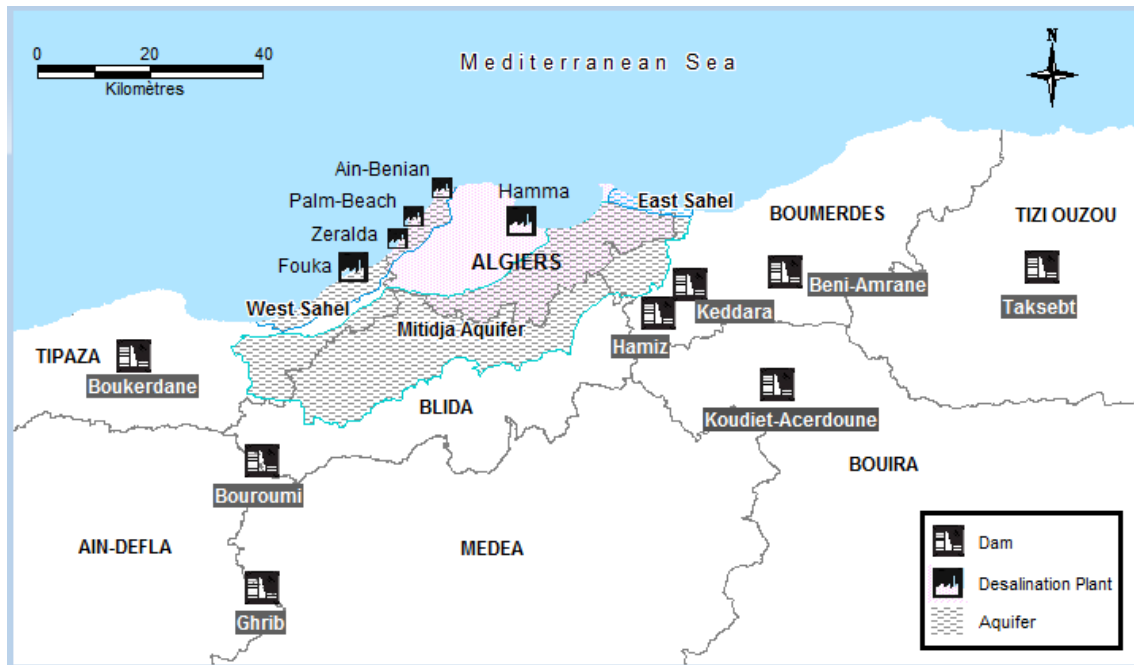 0 20 40
Kilomètres
Mediterranean Sea
N
Ain-Benian
Palm-Beach
Hamma
East Sahel
Zeralda
BOUMERDES
TIZI OUZOU
Fouka
ALGIERS
Beni-Amrane
West Sahel
Keddara
Taksebt
Mitidja Aquifer
Hamiz
TIPAZA
Boukerdane
BLIDA
Koudiet-Acerdoune
BOUIRA
Bouroumi
AIN-DEFLA
MEDEA
Ghrib
Dam
Desalination Plant
Aquifer